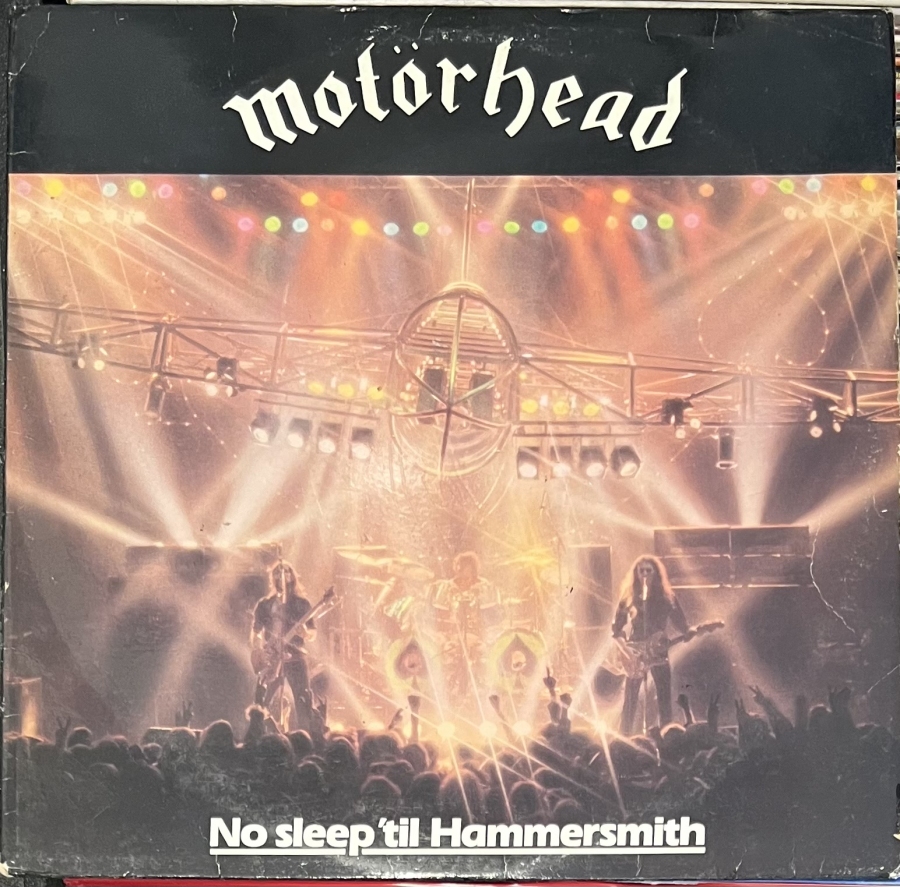 motörhead
No sleep 'til Hammersmith